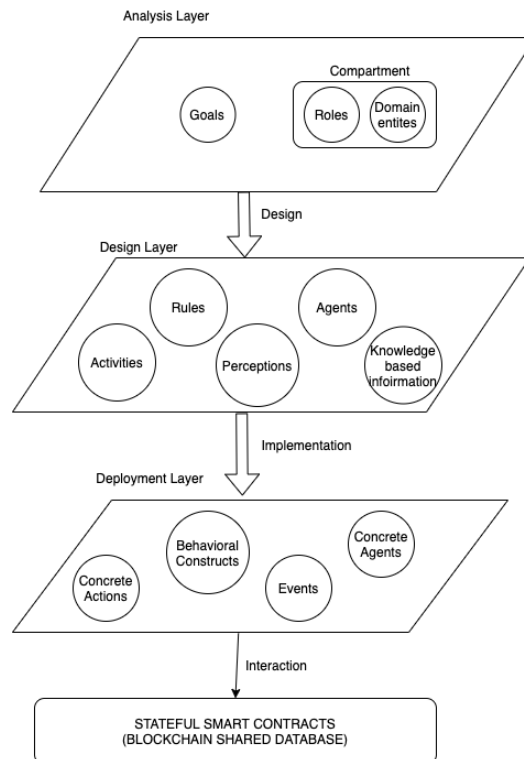 Analysis Layer
Compartment
Goals
Roles
Domain
entites
Design
Design Layer
Rules
Agents
Activities
Perceptions
Knowledge
based
infoirmation
Implementation
Deployment Layer
Behavioral
Constructs
Concrete
Agents
Concrete
Actions
Events
Interaction
STATEFUL SMART CONTRACTS
(BLOCKCHAIN SHARED DATABASE)